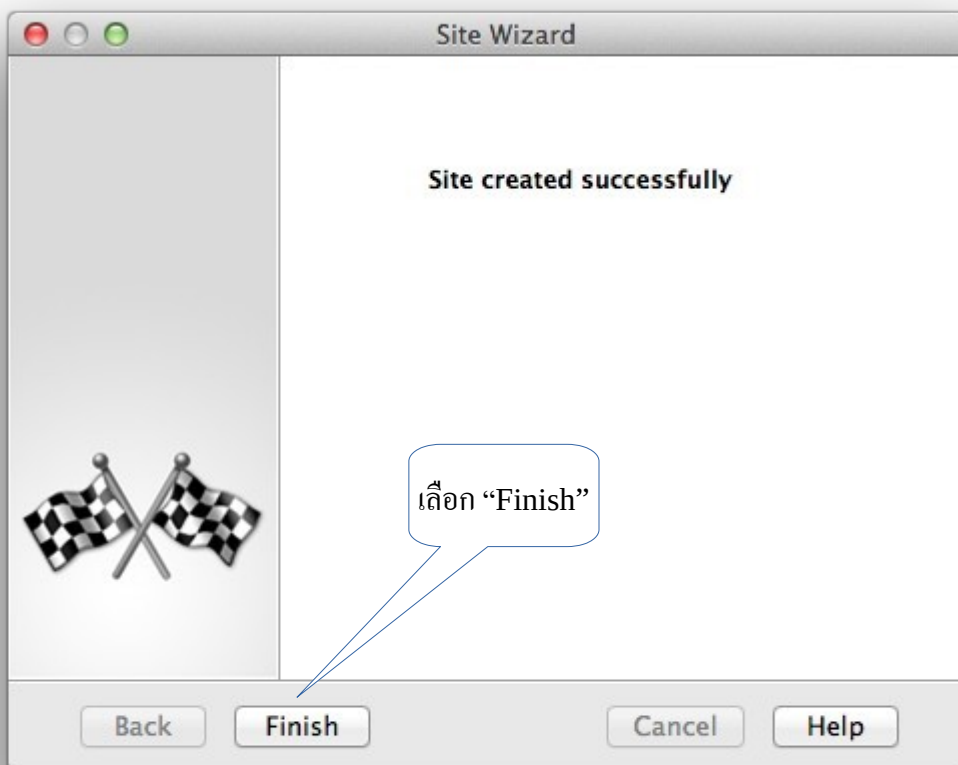 Site Wizard
Site created successfully
เลือก “Finish”
Back Finish Cancel Help